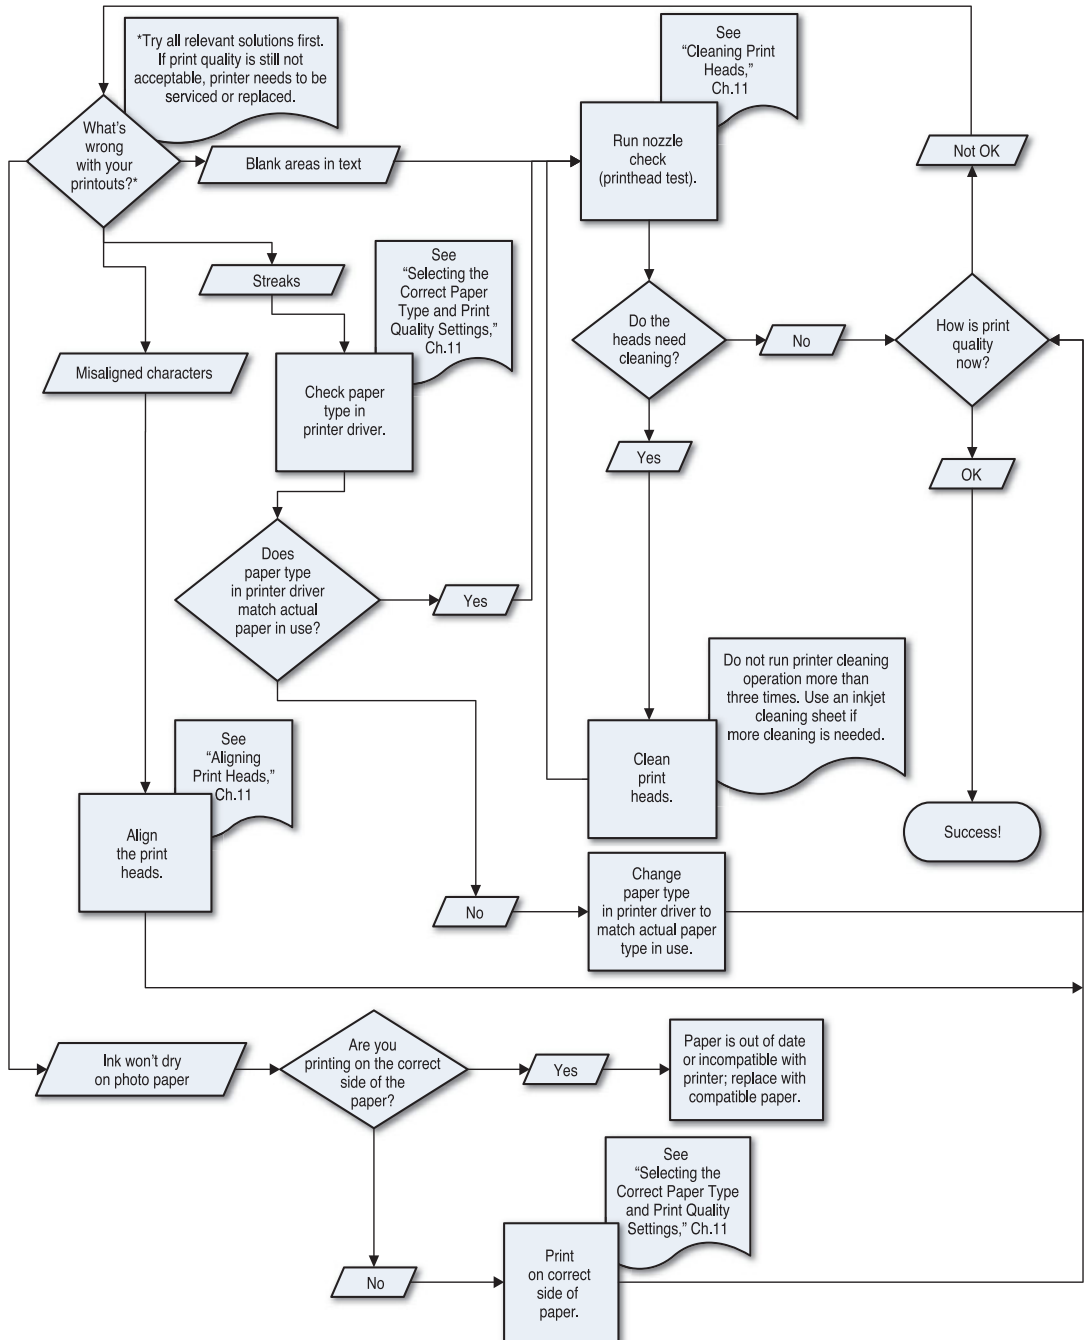 *Try all relevant solutions first.
If print quality is still not
acceptable, printer needs to be
serviced or replaced.
What's
wrong
with your
printouts?*
Blank areas in text
See
“Cleaning Print
Heads,”
Ch.11
Run nozzle
check
(printhead test).
Not OK
Streaks
See
“Selecting the
Correct Paper
Type and Print
Quality Settings,”
Ch.11
Misaligned characters
Check paper
type in
printer driver.
Do the
heads need
cleaning?
No
How is print
quality
now?
Yes
OK
Does
paper type
in printer driver
match actual
paper in use?
Yes
Do not run printer cleaning
operation more than
three times. Use an inkjet
cleaning sheet if
more cleaning is needed.
Clean
print
heads.
Success!
See
“Aligning
Print Heads,”
Ch.11
Align
the print
heads.
No
Change
paper type
in printer driver to
match actual paper
type in use.
Ink won't dry
on photo paper
Are you
printing on the correct
side of the
paper?
Yes
Paper is out of date
or incompatible with
printer; replace with
compatible paper.
See
“Selecting the
Correct Paper Type
and Print Quality
Settings,” Ch.11
No
Print
on correct
side of
paper.